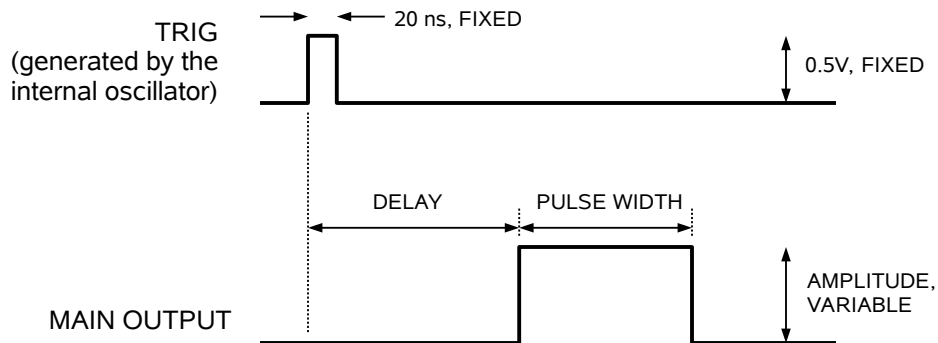 20 ns, FIXED
TRIG
(generated by the
internal oscillator)
0.5V, FIXED
DELAY
PULSE WIDTH
AMPLITUDE,
VARIABLE
MAIN OUTPUT